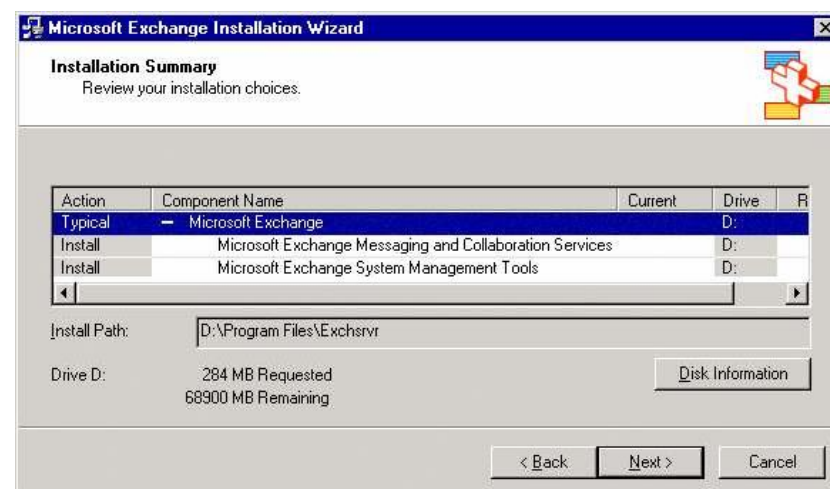 Microsoft Exchange Installation Wizard
Installation Summary
Review your installation choices.
Action Component Name Current Drive R
Typical Microsoft Exchange D:
Install Microsoft Exchange Messaging and Collaboration Services D:
Install Microsoft Exchange System Management Tools D:
Install Path: D:\Program Files\Exchsrvr
Drive D: 284 MB Requested Disk Information
68900 MB Remaining
< Back Next > Cancel